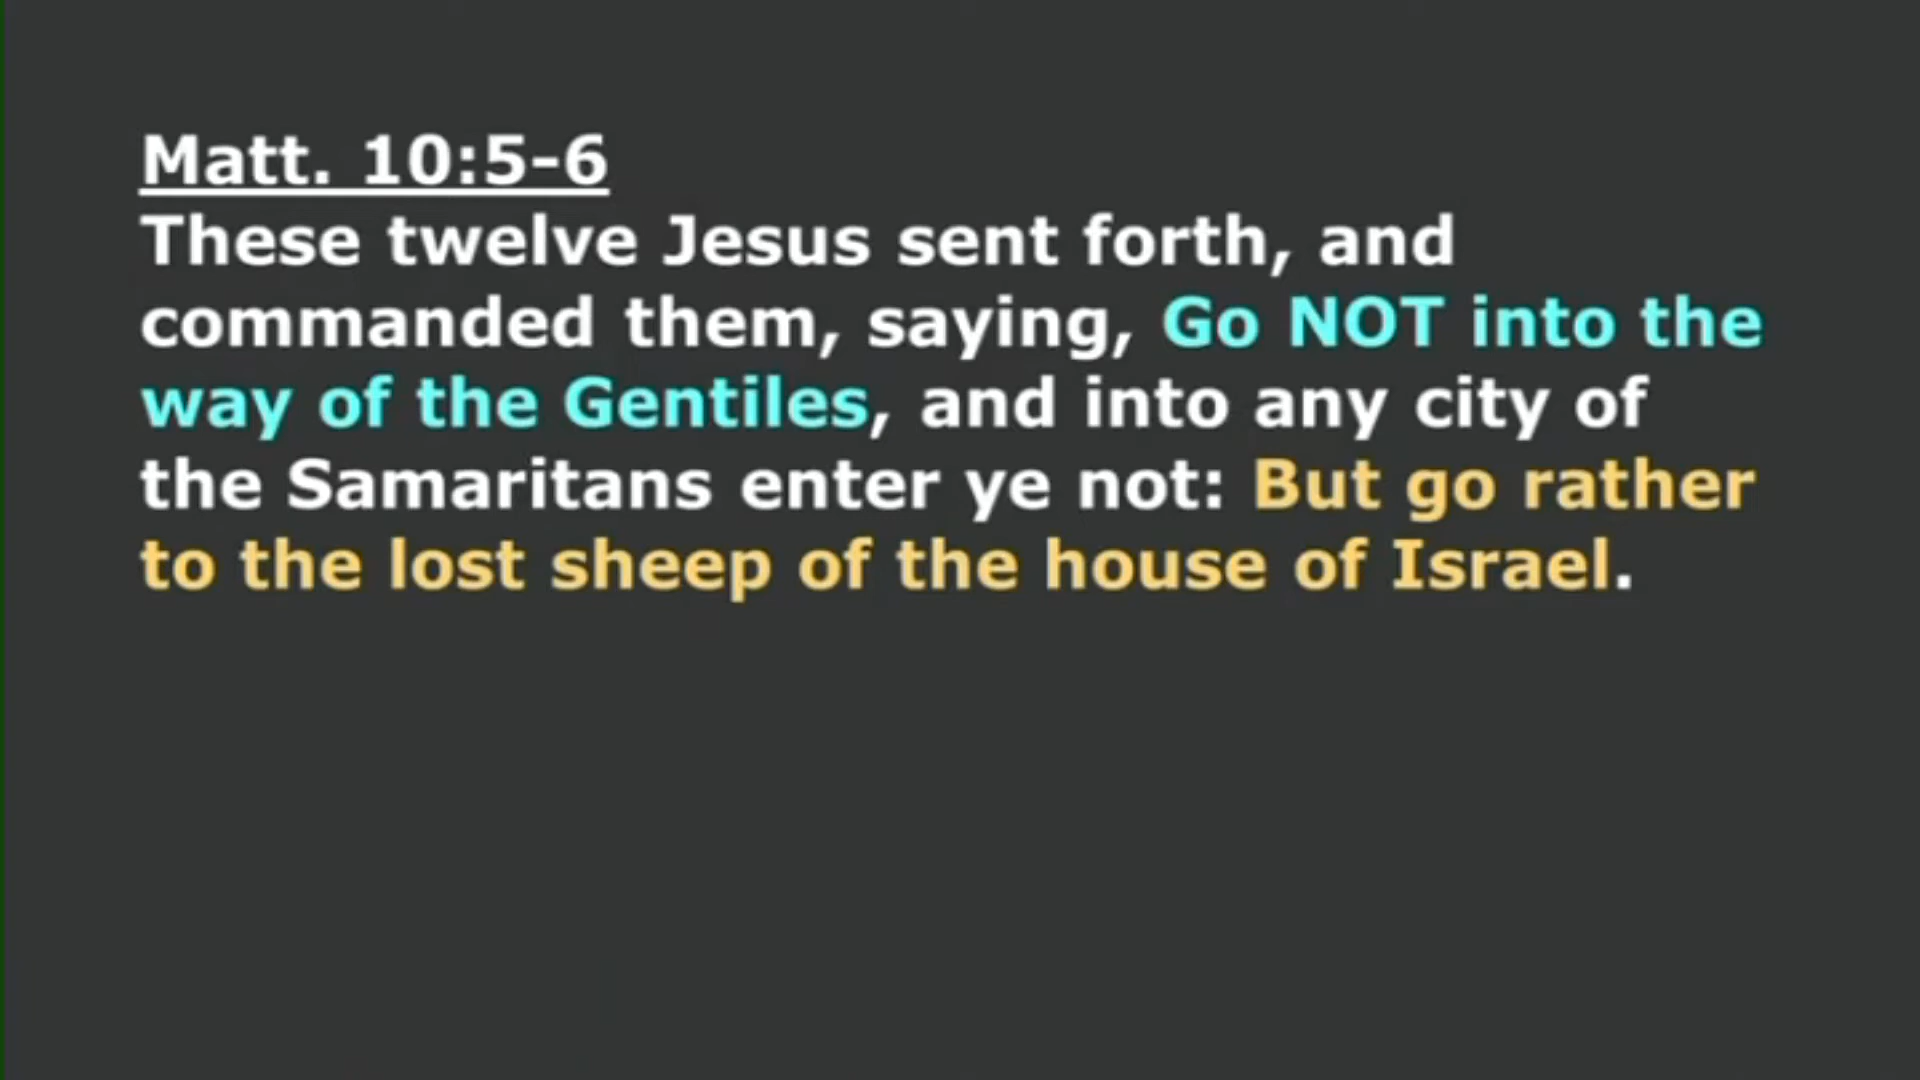 Matt. 10:5-6
These twelve Jesus sent forth, and
commanded them, saying, Go NOT into the
way of the Gentiles, and into any city of
the Samaritans enter ye not: But go rather
to the lost sheep of the house of Israel.